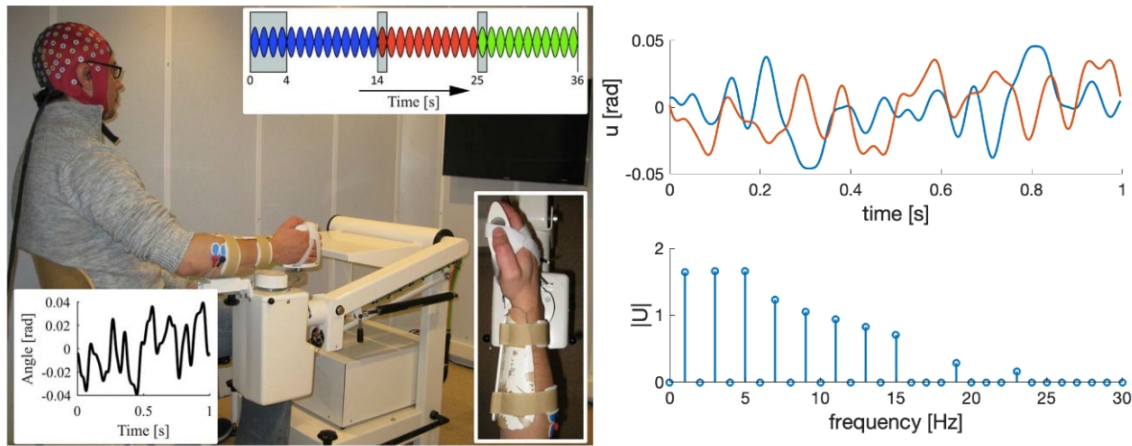 0 4 14 25 36
Time [s]
0.04
0.02
0
-0.02
-0.04
Angle [rad]
0 0.5 1
Time [s]
0.05
0
-0.05
u [rad]
0 0.2 0.4 0.6 0.8 1
time [s]
2
1
0
|U|
0 5 10 15 20 25 30
frequency [Hz]